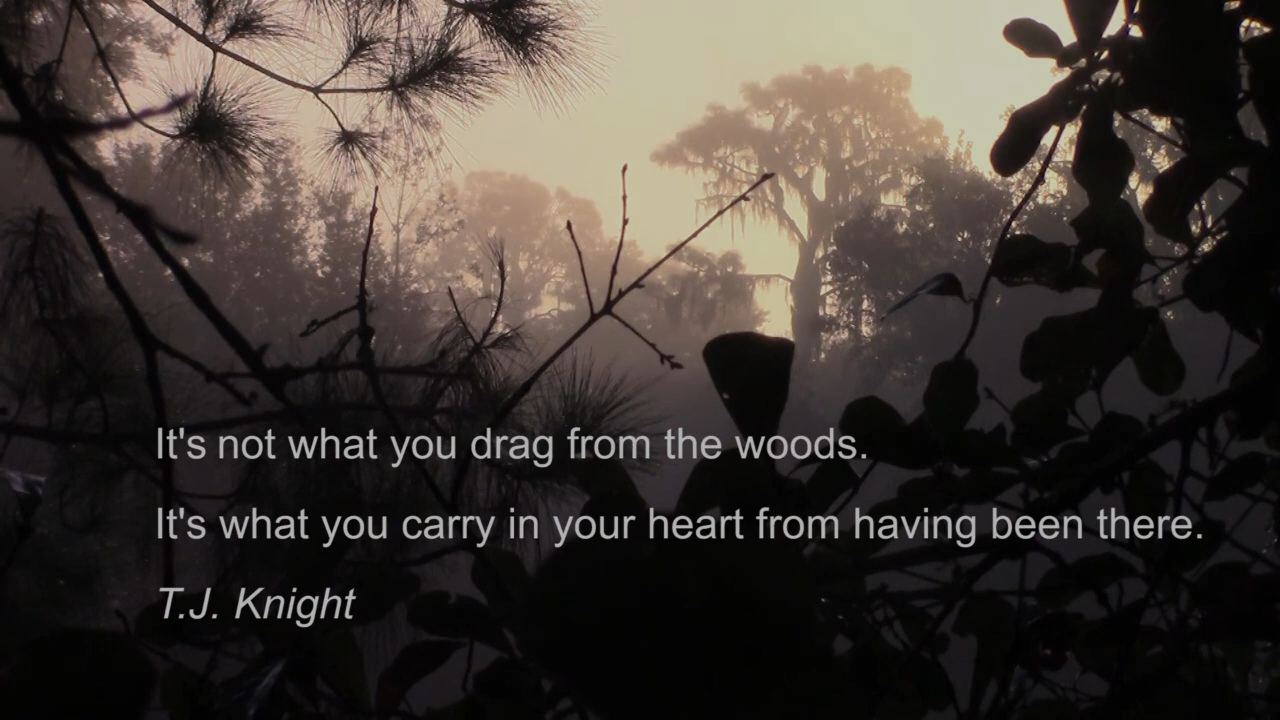 It's not what you drag from the woods.
It's what you carry in your heart from having been there.
T.J. Knight